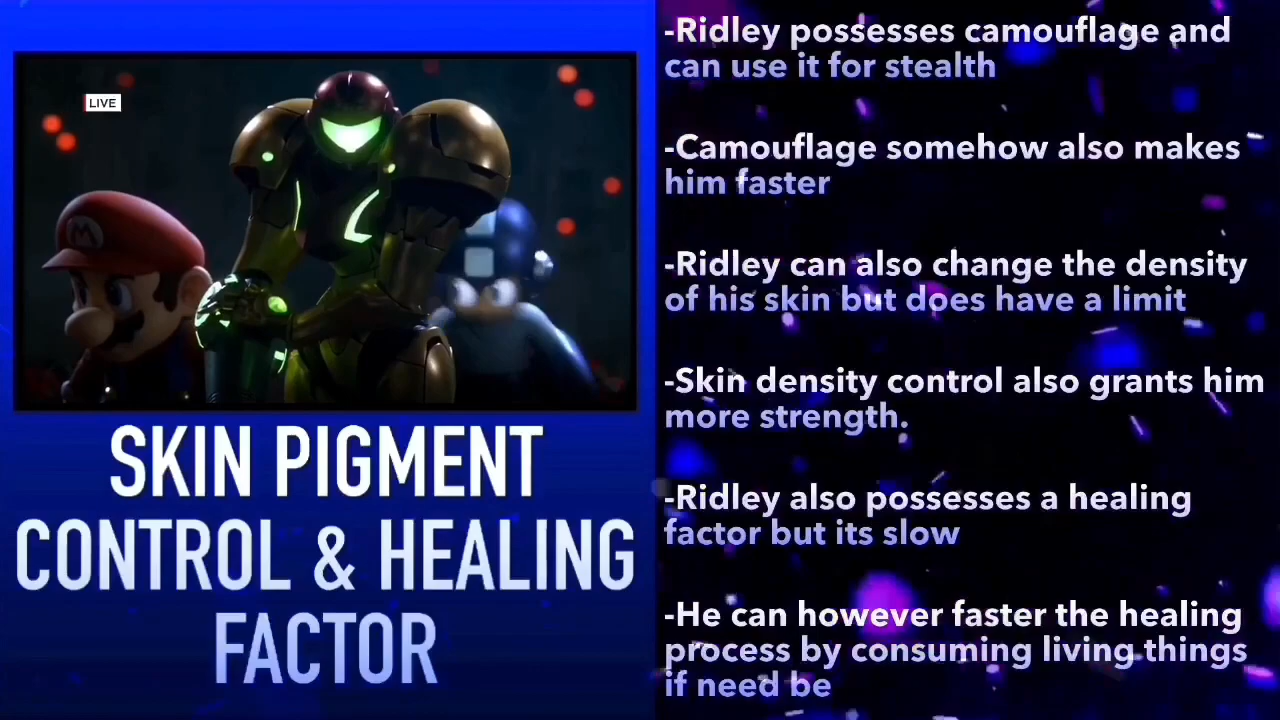 LIVE
M
SKIN PIGMENT
CONTROL & HEALING
FACTOR
-Ridley possesses camouflage and
can use it for stealth
-Camouflage somehow also makes
him faster
-Ridley can also change the density
of his skin but does have a limit
-Skin density control also grants him
more strength.
-Ridley also possesses a healing
factor but its slow
-He can however faster the healing
process by consuming living things
if need be